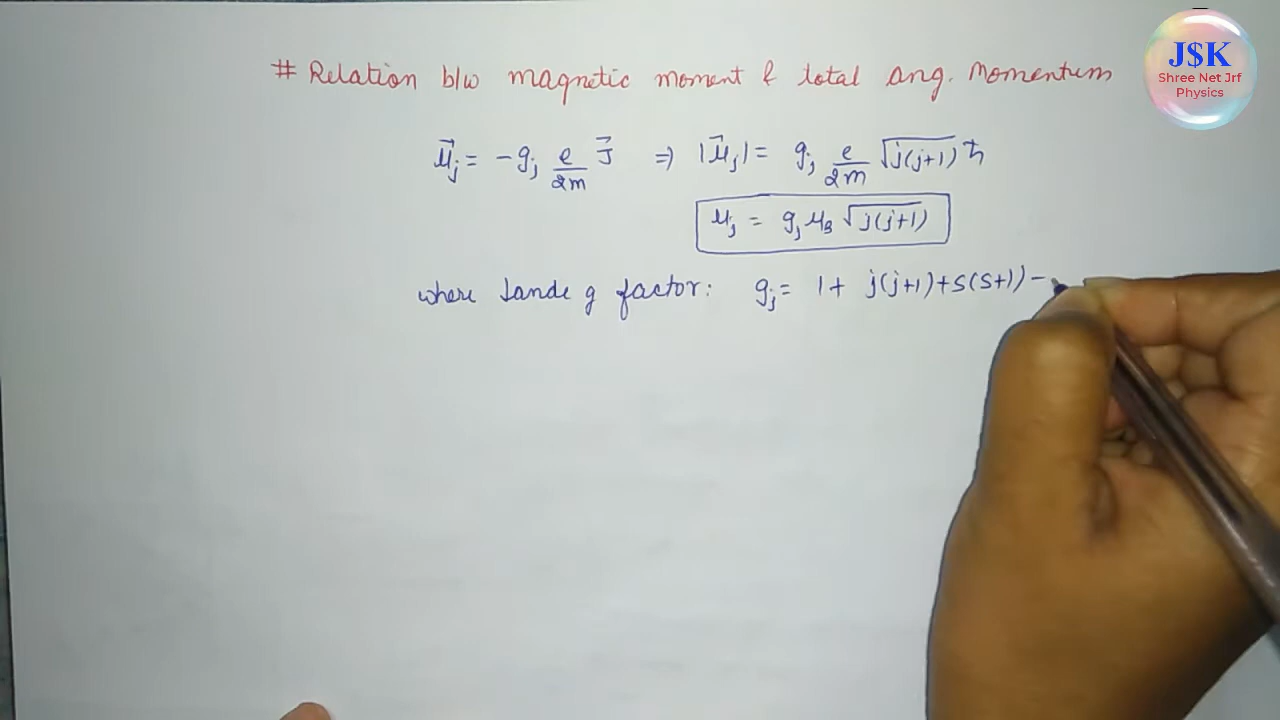 JSK
Shree Net Jrf
Physics
# Relation b/w magnetic moment & total ang. Momentum
μ⃗j = -gj e/2m J⃗ ⇒ |μ⃗j| = gj e/2m √j(j+1) ħ
μj = gj μB √j(j+1)
where Lande g factor: gj = 1 + j(j+1)+s(s+1) -